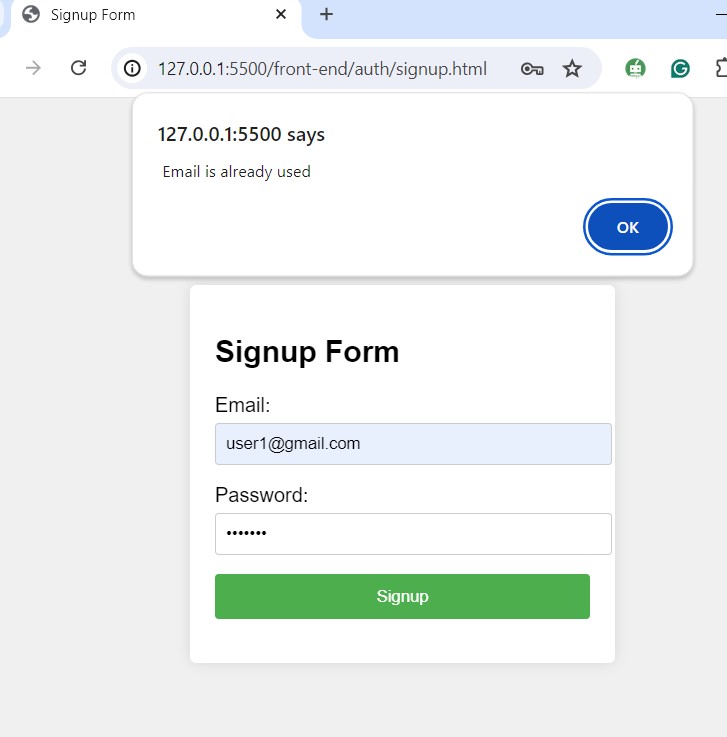 Signup Form
127.0.0.1:5500/front-end/auth/signup.html
127.0.0.1:5500 says
Email is already used
OK
Signup Form
Email:
user1@gmail.com
Password:
•••••••
Signup